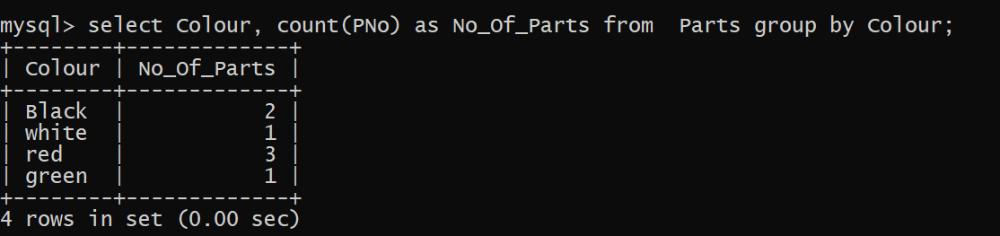 mysql> select Colour, count(PNo) as No_Of_Parts from  Parts group by Colour;
+--------+-------------+
| Colour | No_Of_Parts |
+--------+-------------+
| Black  |           2 |
| white  |           1 |
| red    |           3 |
| green  |           1 |
+--------+-------------+
4 rows in set (0.00 sec)